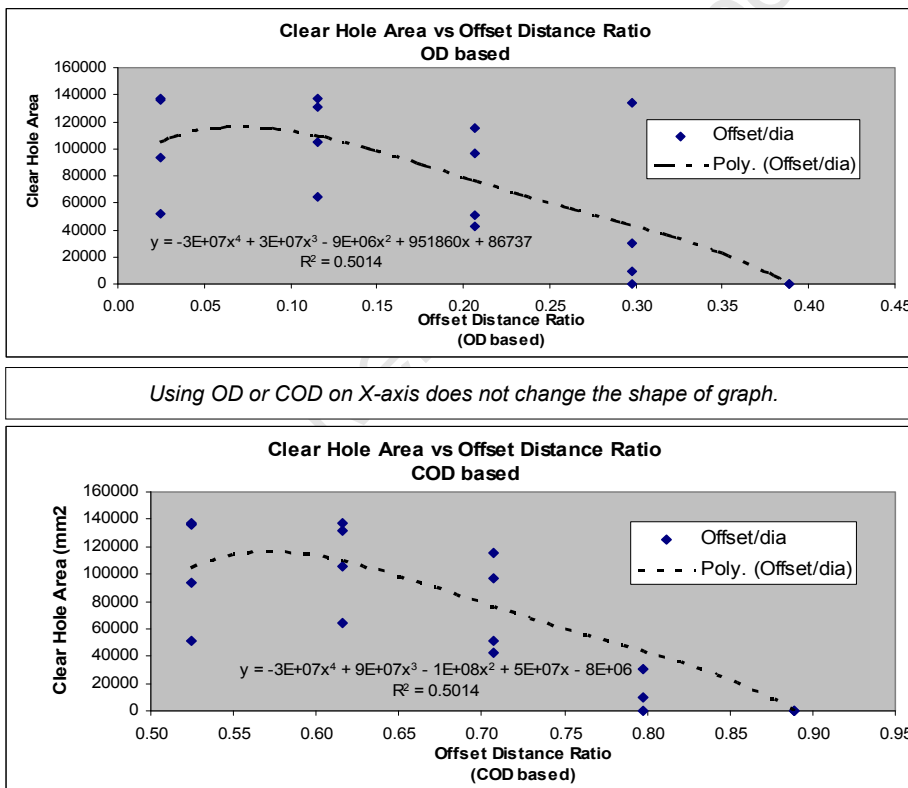 Clear Hole Area vs Offset Distance Ratio
OD based
160000
140000
120000
100000
80000
60000
40000
20000
0
Clear Hole Area
Offset/dia
Poly. (Offset/dia)
y = -3E+07x⁴ + 3E+07x³ - 9E+06x² + 951860x + 86737
R² = 0.5014
0.00 0.05 0.10 0.15 0.20 0.25 0.30 0.35 0.40 0.45
Offset Distance Ratio
(OD based)
Using OD or COD on X-axis does not change the shape of graph.
Clear Hole Area vs Offset Distance Ratio
COD based
160000
140000
120000
100000
80000
60000
40000
20000
0
Clear Hole Area (mm2
Offset/dia
Poly. (Offset/dia)
y = -3E+07x⁴ + 9E+07x³ - 1E+08x² + 5E+07x - 8E+06
R² = 0.5014
0.50 0.55 0.60 0.65 0.70 0.75 0.80 0.85 0.90 0.95
Offset Distance Ratio
(COD based)